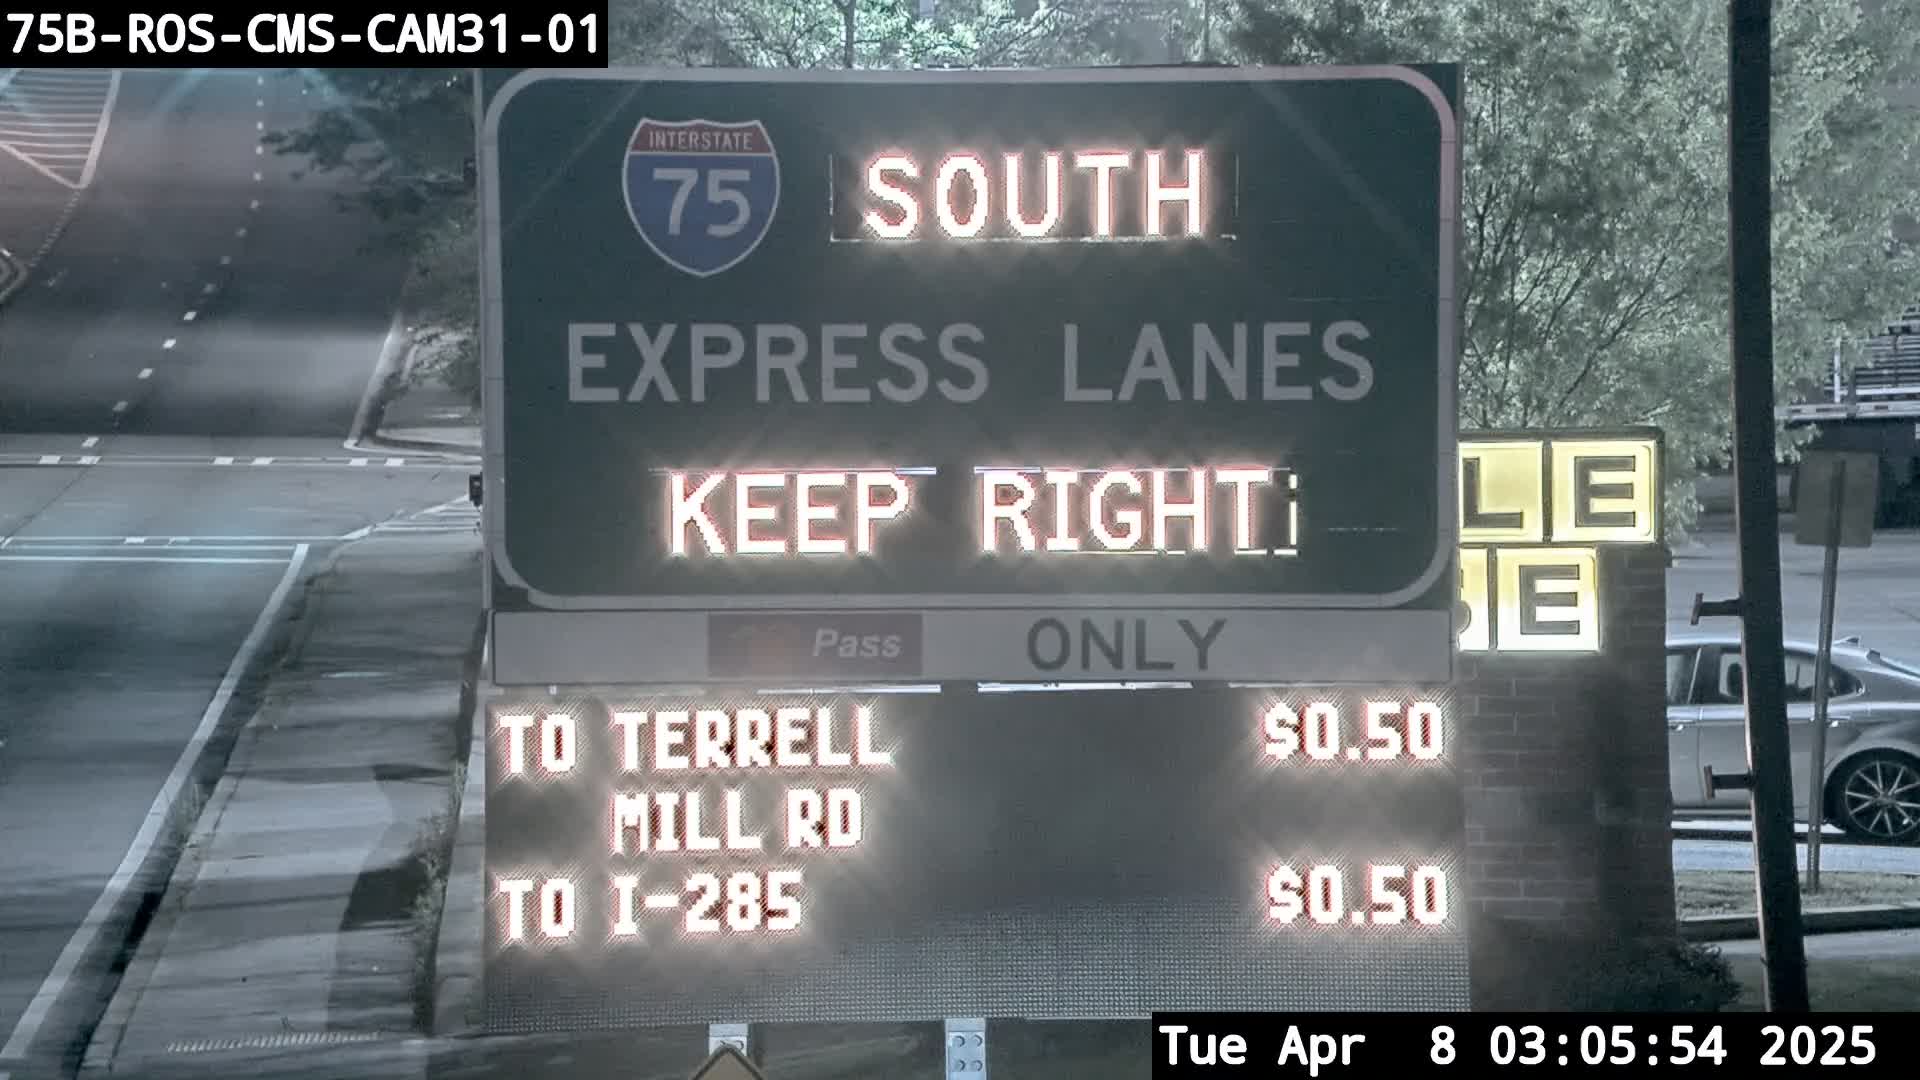 75B-ROS-CMS-CAM31-01
INTERSTATE
75
SOUTH
EXPRESS LANES
KEEP RIGHT
Pass ONLY
TO TERRELL $0.50
MILL RD
TO I-285 $0.50
LE
E
Tue Apr 8 03:05:54 2025